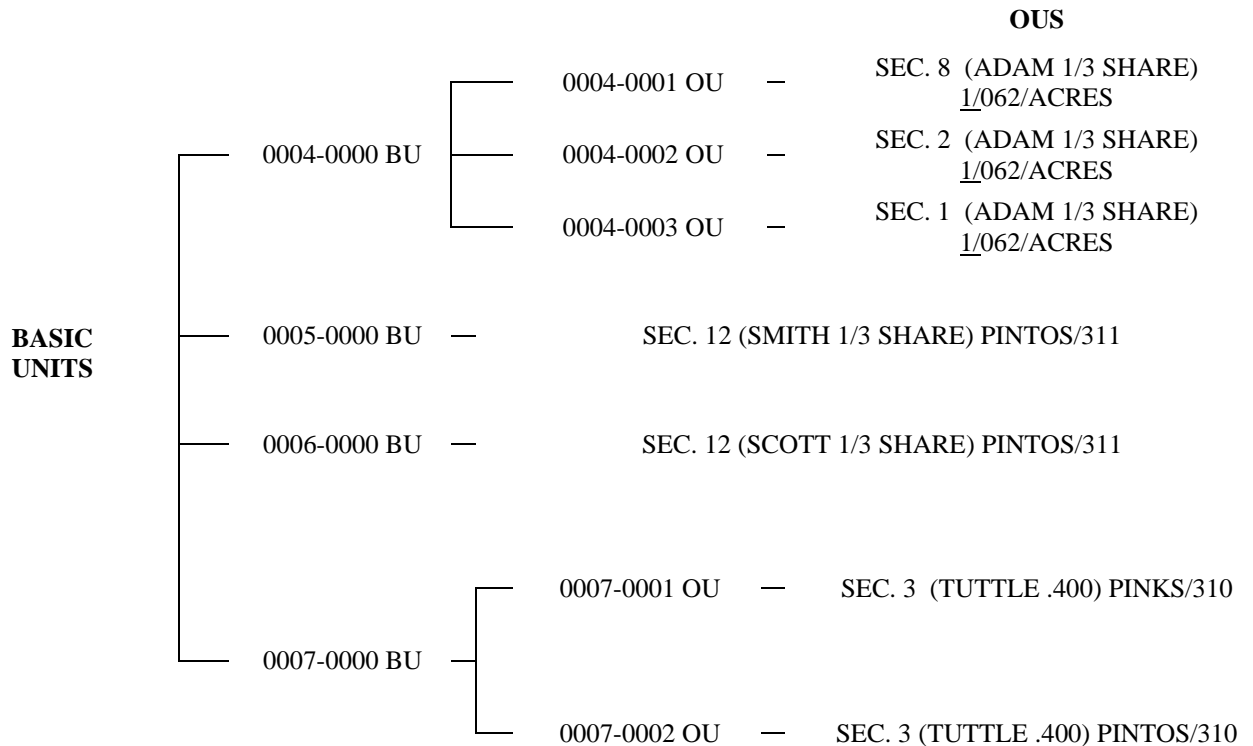 OUS
0004-0001 OU — SEC. 8 (ADAM 1/3 SHARE)
1/062/ACRES
0004-0000 BU
0004-0002 OU — SEC. 2 (ADAM 1/3 SHARE)
1/062/ACRES
0004-0003 OU — SEC. 1 (ADAM 1/3 SHARE)
1/062/ACRES
BASIC
UNITS
0005-0000 BU — SEC. 12 (SMITH 1/3 SHARE) PINTOS/311
0006-0000 BU — SEC. 12 (SCOTT 1/3 SHARE) PINTOS/311
0007-0001 OU — SEC. 3 (TUTTLE .400) PINKS/310
0007-0000 BU
0007-0002 OU — SEC. 3 (TUTTLE .400) PINTOS/310